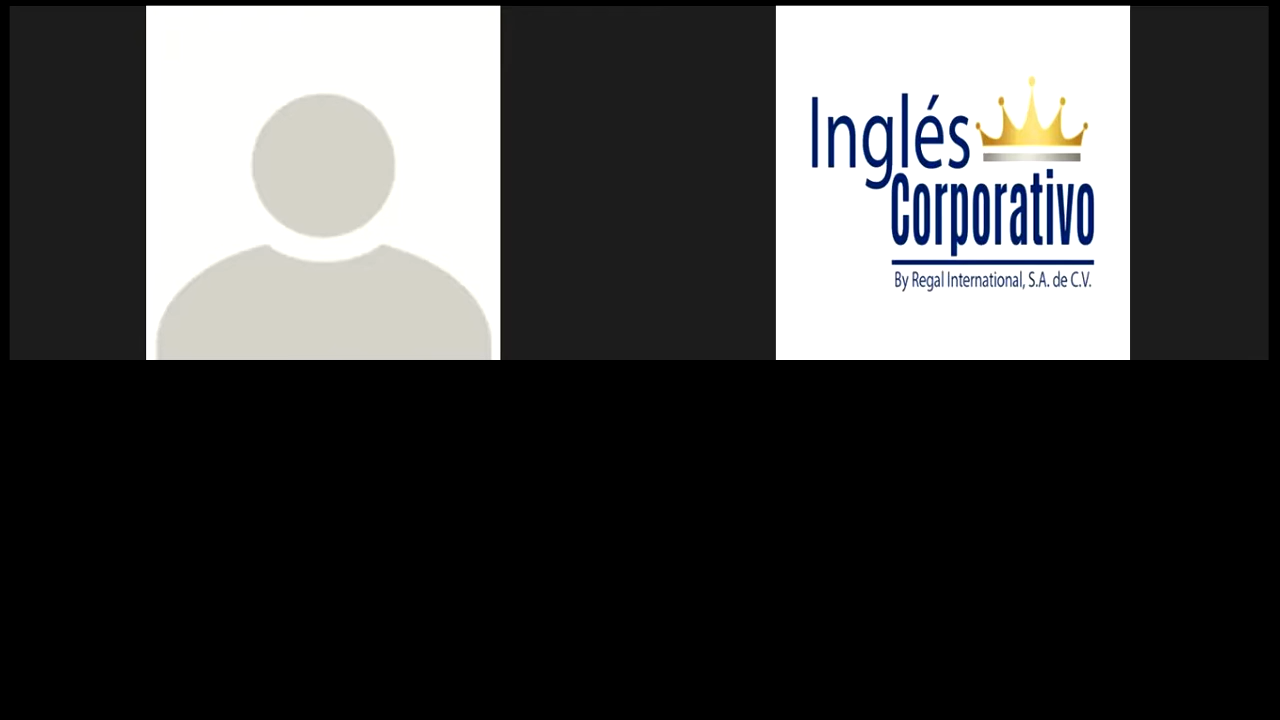 Inglés
Corporativo
By Regal International, S.A. de C.V.